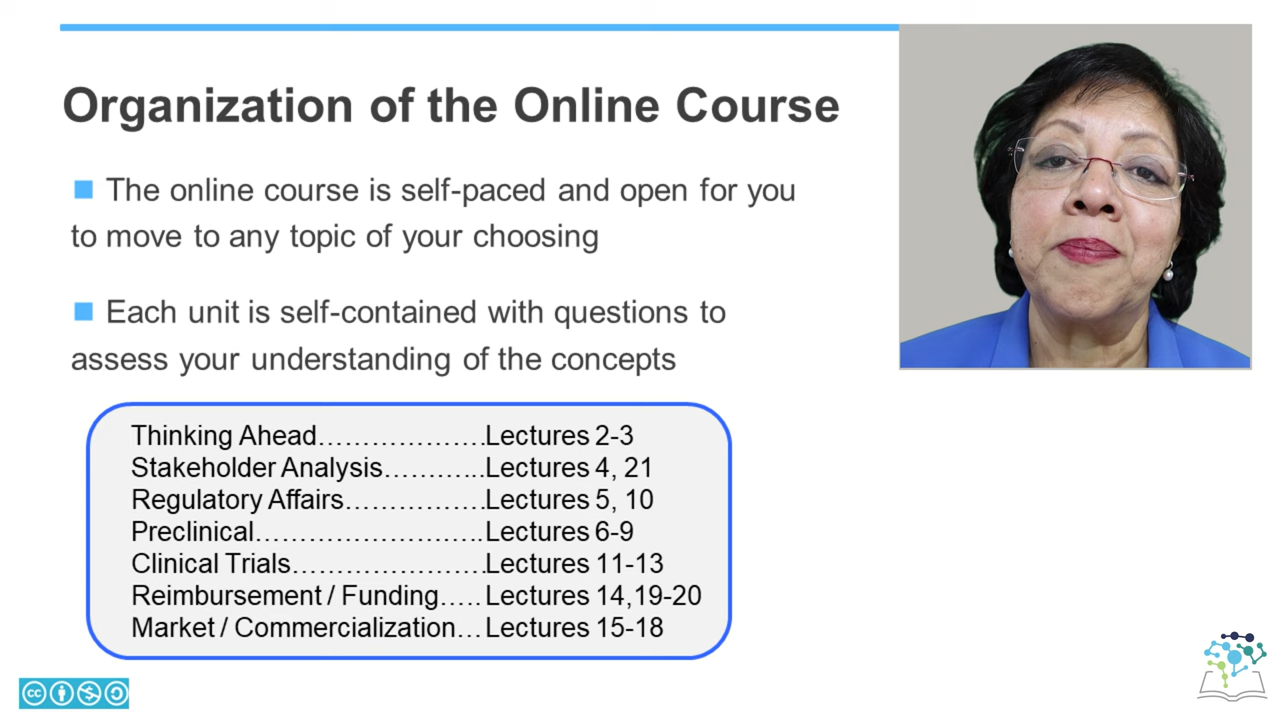 Organization of the Online Course
The online course is self-paced and open for you
to move to any topic of your choosing
Each unit is self-contained with questions to
assess your understanding of the concepts
Thinking Ahead……………….Lectures 2-3
Stakeholder Analysis………..Lectures 4, 21
Regulatory Affairs…………….Lectures 5, 10
Preclinical……………………..Lectures 6-9
Clinical Trials………………….Lectures 11-13
Reimbursement / Funding….. Lectures 14,19-20
Market / Commercialization… Lectures 15-18
cc